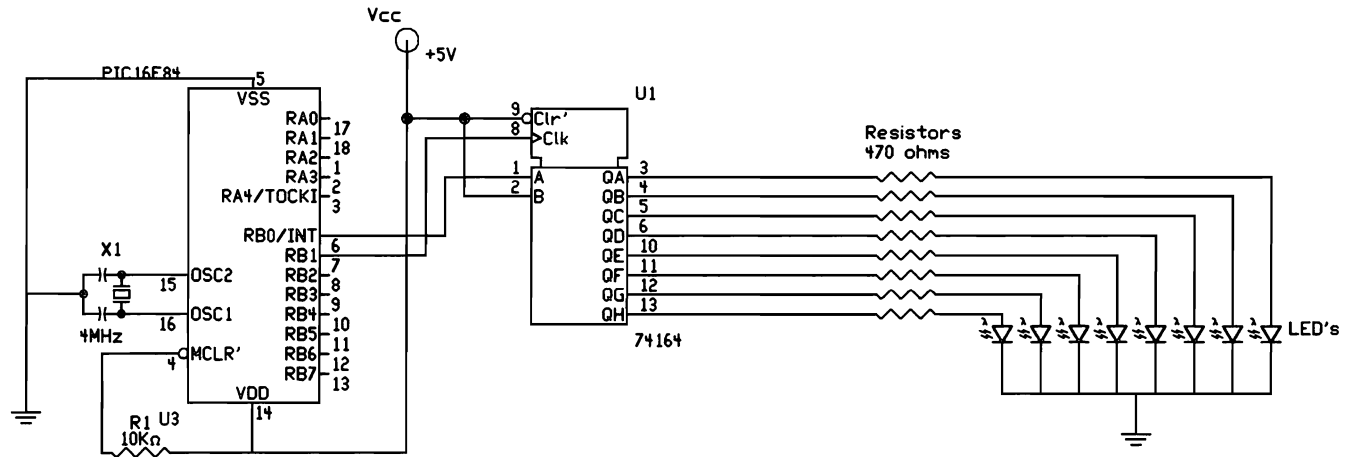 Vcc
+5V
PIC16F84
5
VSS
RA0
17
RA1
18
RA2
1
RA3
2
RA4/TOCKI
3
RB0/INT
6
RB1
7
RB2
8
RB3
9
RB4
10
RB5
11
RB6
12
RB7
13
X1
15
OSC2
16
OSC1
4MHz
4
MCLR'
VDD
14
R1
U3
10KΩ
U1
9
Clr'
8
Clk
1
A
2
B
QA
3
QB
4
QC
5
QD
6
QE
10
QF
11
QG
12
QH
13
74164
Resistors
470 ohms
λ λ λ λ λ λ λ λ
LED's